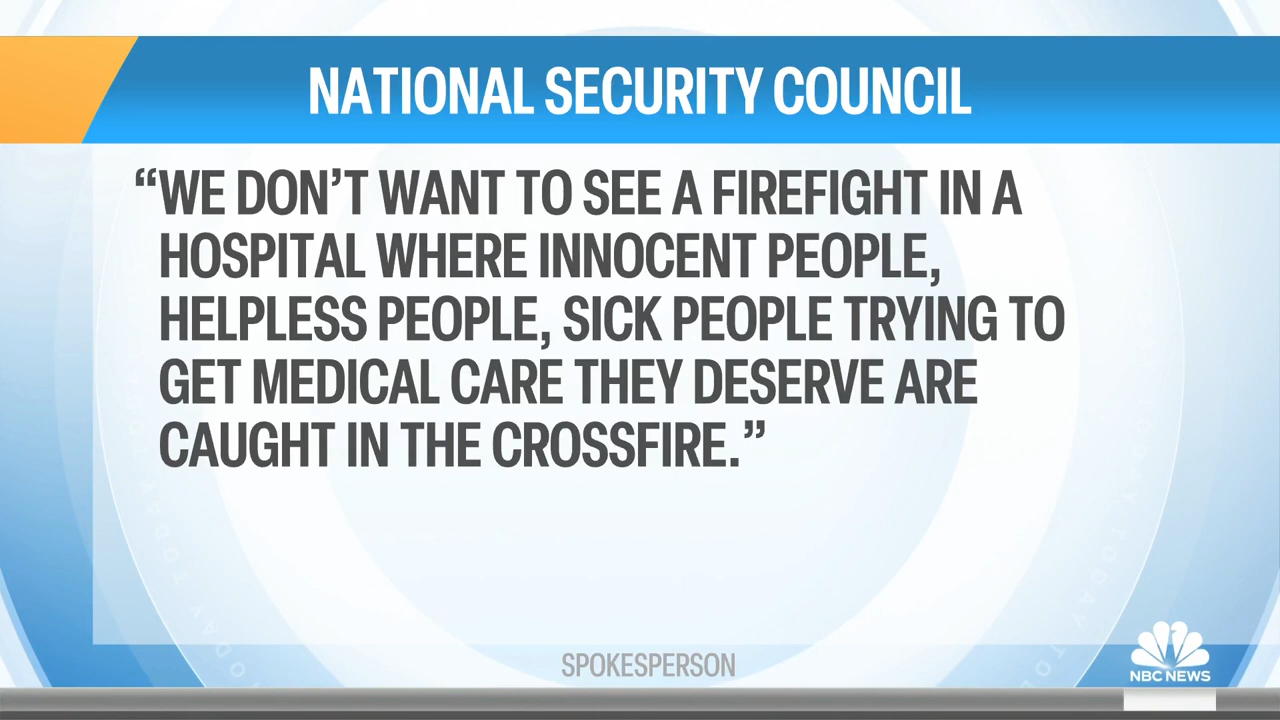 NATIONAL SECURITY COUNCIL
“WE DON’T WANT TO SEE A FIREFIGHT IN A
HOSPITAL WHERE INNOCENT PEOPLE,
HELPLESS PEOPLE, SICK PEOPLE TRYING TO
GET MEDICAL CARE THEY DESERVE ARE
CAUGHT IN THE CROSSFIRE.”
SPOKESPERSON
NBC NEWS